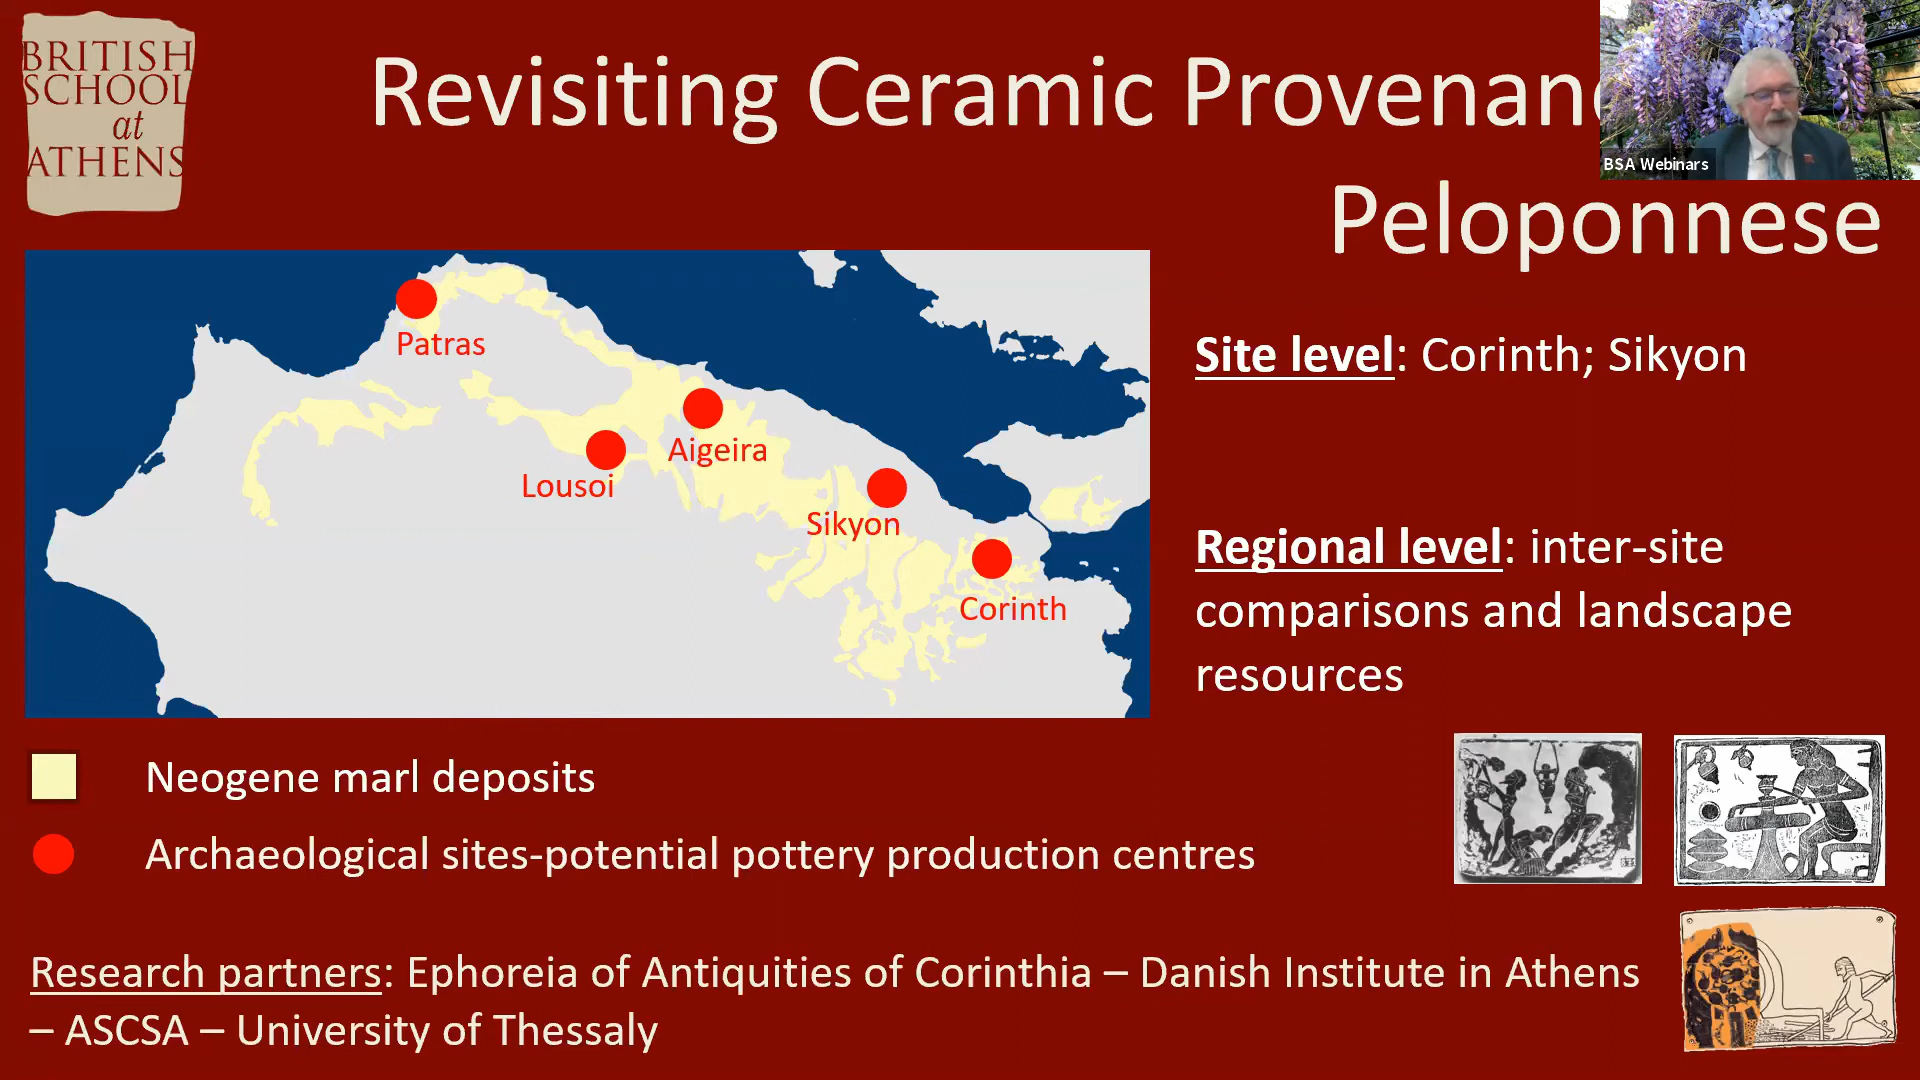 BRITISH
SCHOOL
at
ATHENS
Revisiting Ceramic
Peloponnese
BSA Webinars
Patras
Aigeira
Lousoi
Sikyon
Corinth
Site level: Corinth; Sikyon
Regional level: inter-site
comparisons and landscape
resources
Neogene marl deposits
Archaeological sites-potential pottery production centres
Research partners: Ephoreia of Antiquities of Corinthia – Danish Institute in Athens
– ASCSA – University of Thessaly